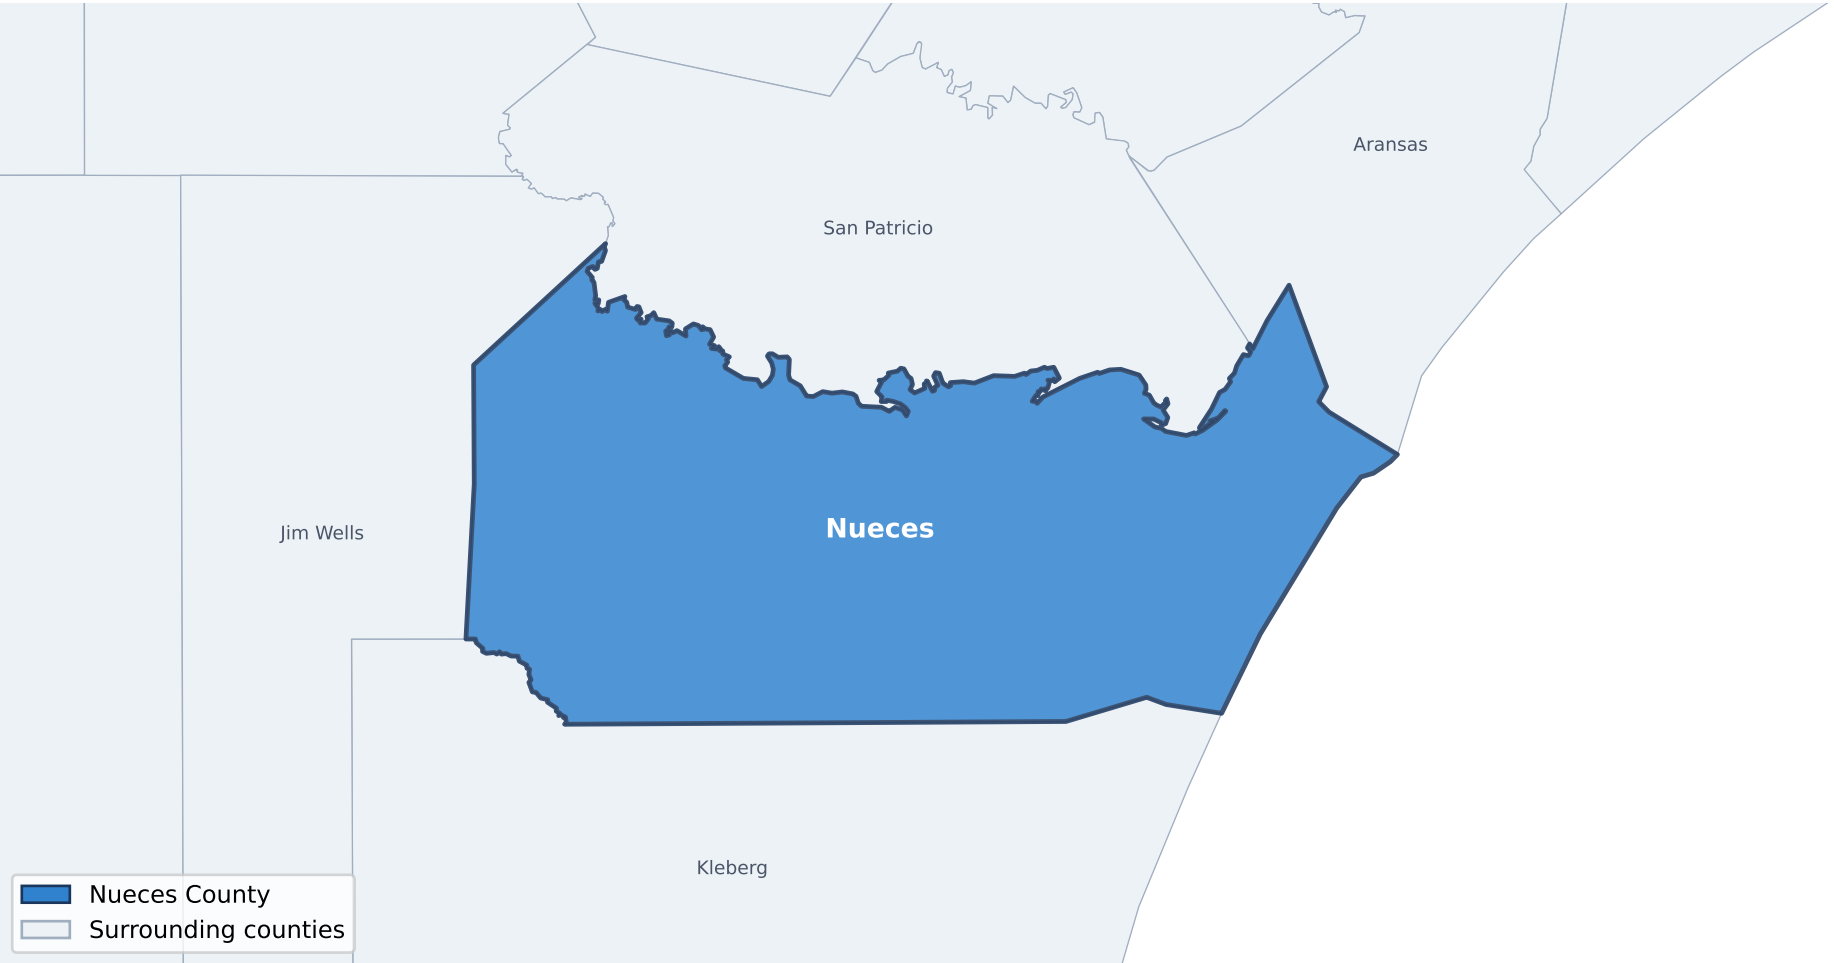 Aransas
San Patricio
Nueces
Jim Wells
Kleberg
Nueces County
Surrounding counties